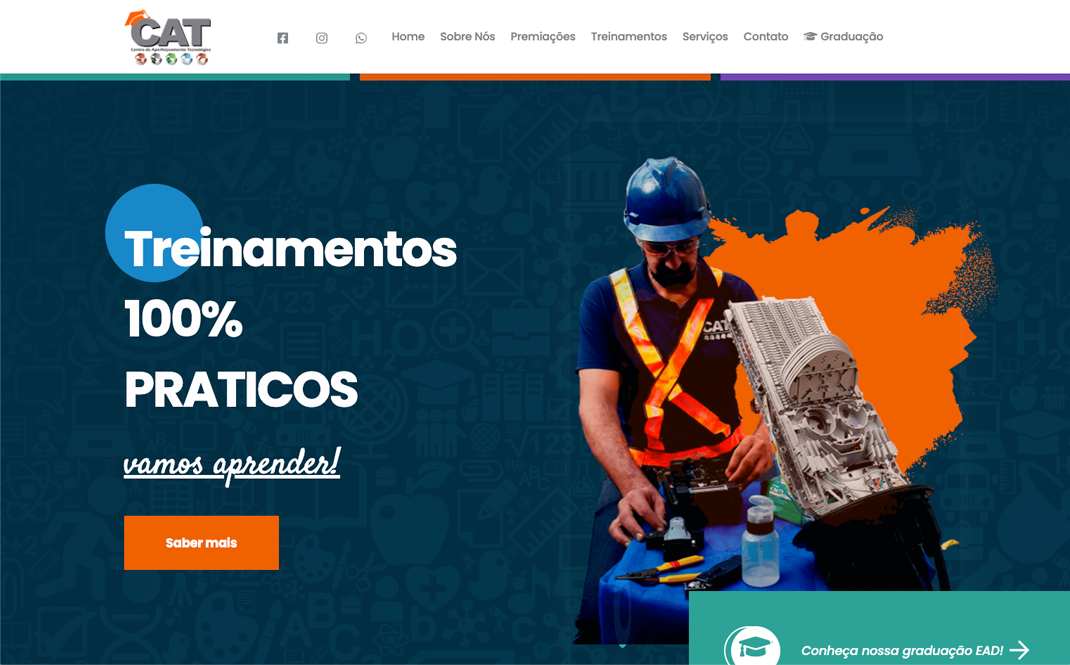 CAT
Centro de Aperfeiçoamento Tecnológico
Home
Sobre Nós
Premiações
Treinamentos
Serviços
Contato
Graduação
Treinamentos
100%
PRATICOS
vamos aprender!
Saber mais
CAT
Conheça nossa graduação EAD!